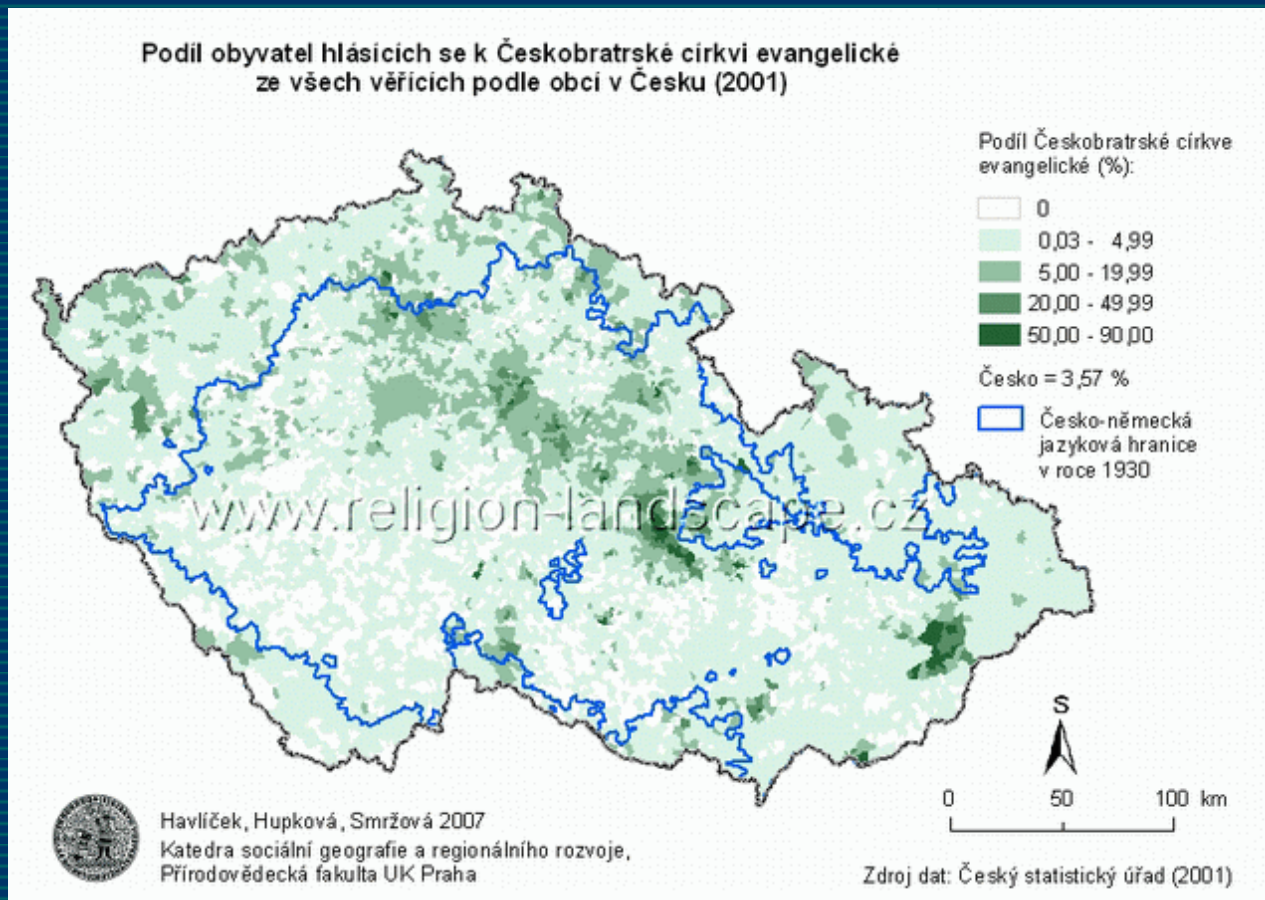 Podíl obyvatel hlásících se k Českobratrské církvi evangelické
ze všech věřících podle obcí v Česku (2001)
Podíl Českobratrské církve
evangelické (%):
0
0,03 - 4,99
5,00 - 19,99
20,00 - 49,99
50,00 - 90,00
Česko = 3,57 %
Česko-německá
jazyková hranice
v roce 1930
www.religion-landscape.cz
S
0 50 100 km
Havlíček, Hupková, Smržová 2007
Katedra sociální geografie a regionálního rozvoje,
Přírodovědecká fakulta UK Praha
Zdroj dat: Český statistický úřad (2001)